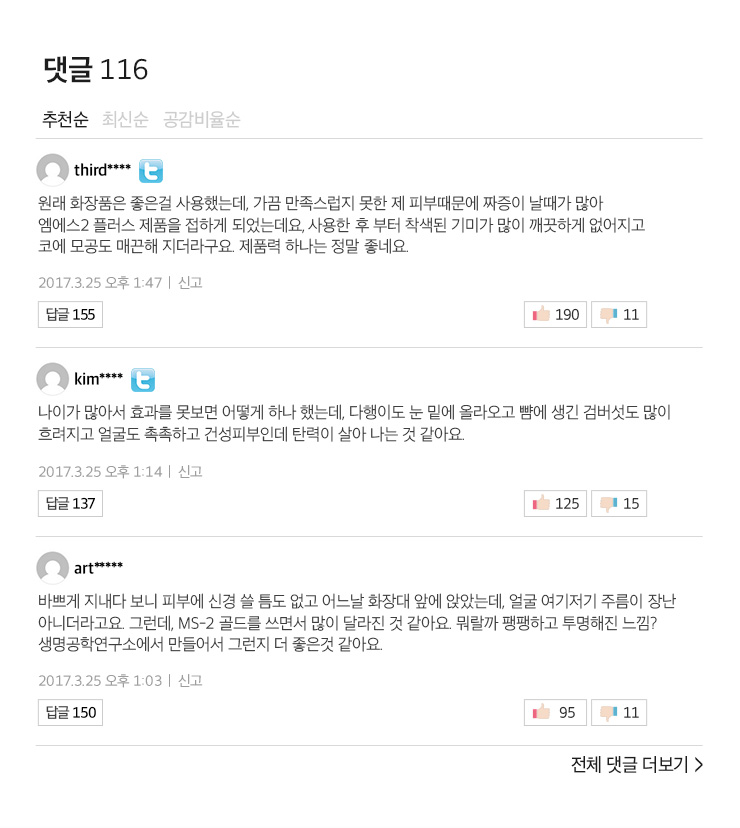 댓글 116
추천순 최신순 공감비율순
third****
원래 화장품은 좋은걸 사용했는데, 가끔 만족스럽지 못한 제 피부때문에 짜증이 날때가 많아
엠에스2 플러스 제품을 접하게 되었는데요, 사용한 후 부터 착색된 기미가 많이 깨끗하게 없어지고
코에 모공도 매끈해 지더라구요. 제품력 하나는 정말 좋네요.
2017.3.25 오후 1:47 | 신고
답글 155 190 11
kim****
나이가 많아서 효과를 못보면 어떻게 하나 했는데, 다행이도 눈 밑에 올라오고 뺨에 생긴 검버섯도 많이
흐려지고 얼굴도 촉촉하고 건성피부인데 탄력이 살아 나는 것 같아요.
2017.3.25 오후 1:14 | 신고
답글 137 125 15
art*****
바쁘게 지내다 보니 피부에 신경 쓸 틈도 없고 어느날 화장대 앞에 앉았는데, 얼굴 여기저기 주름이 장난
아니더라고요. 그런데, MS-2 골드를 쓰면서 많이 달라진 것 같아요. 뭐랄까 팽팽하고 투명해진 느낌?
생명공학연구소에서 만들어서 그런지 더 좋은것 같아요.
2017.3.25 오후 1:03 | 신고
답글 150 95 11
전체 댓글 더보기 >